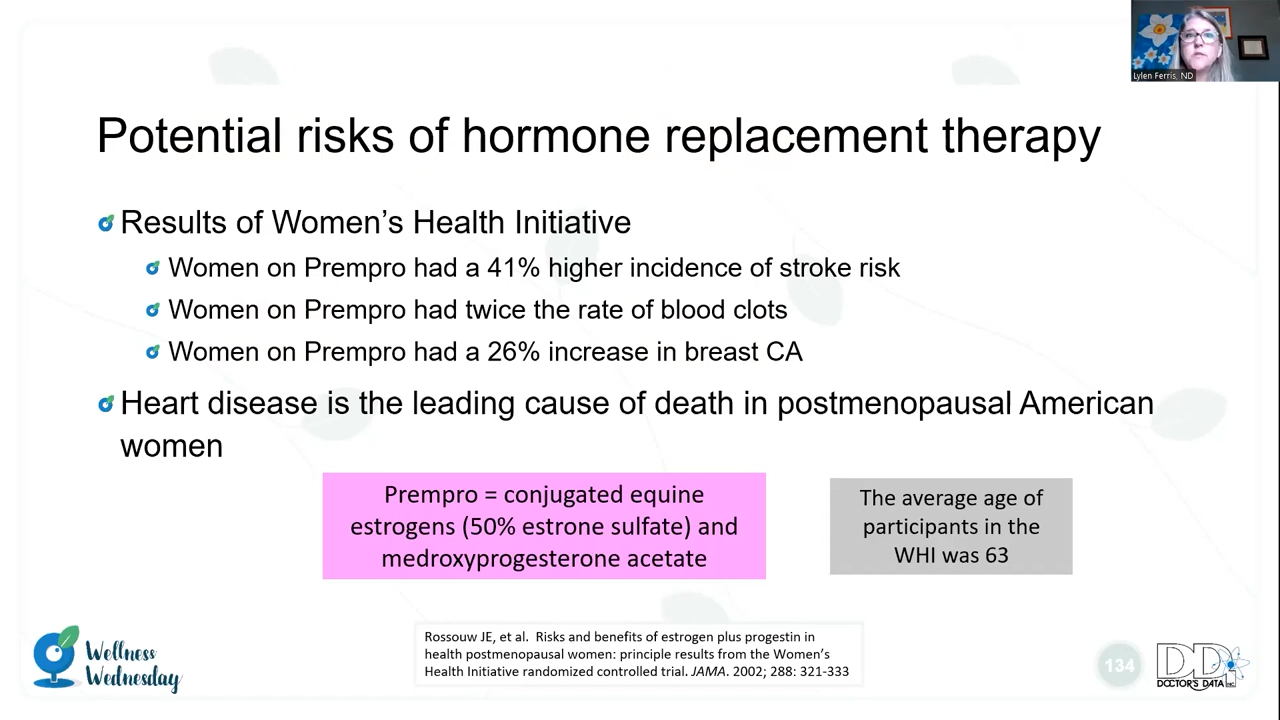 Lylen Ferris, ND
Potential risks of hormone replacement therapy
Results of Women's Health Initiative
Women on Prempro had a 41% higher incidence of stroke risk
Women on Prempro had twice the rate of blood clots
Women on Prempro had a 26% increase in breast CA
Heart disease is the leading cause of death in postmenopausal American
women
Prempro = conjugated equine
estrogens (50% estrone sulfate) and
medroxyprogesterone acetate
The average age of
participants in the
WHI was 63
Rossouw JE, et al. Risks and benefits of estrogen plus progestin in
health postmenopausal women: principle results from the Women's
Health Initiative randomized controlled trial. JAMA. 2002; 288: 321-333
Wellness
Wednesday
134
DDI
DOCTOR'S DATA INC